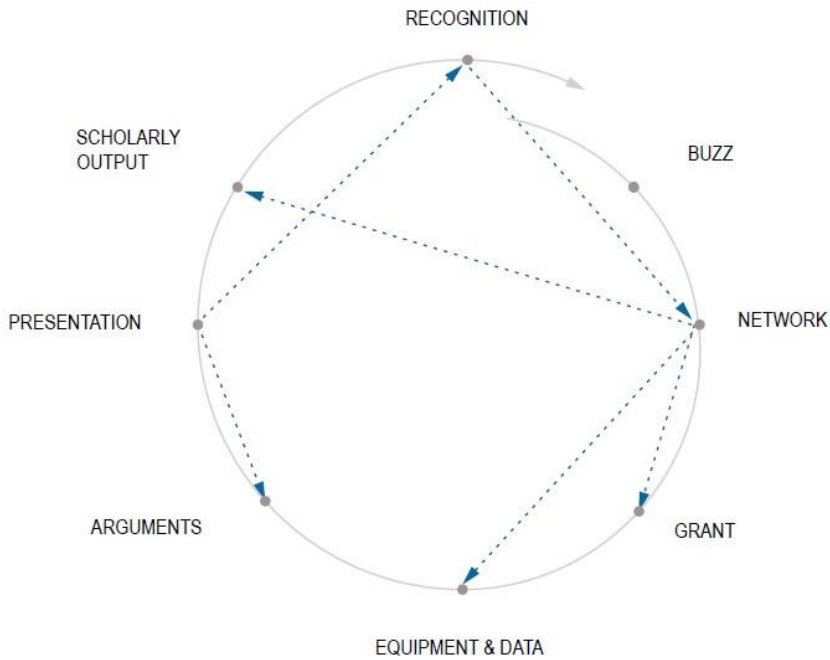 RECOGNITION
SCHOLARLY
OUTPUT
BUZZ
PRESENTATION
NETWORK
ARGUMENTS
GRANT
EQUIPMENT & DATA